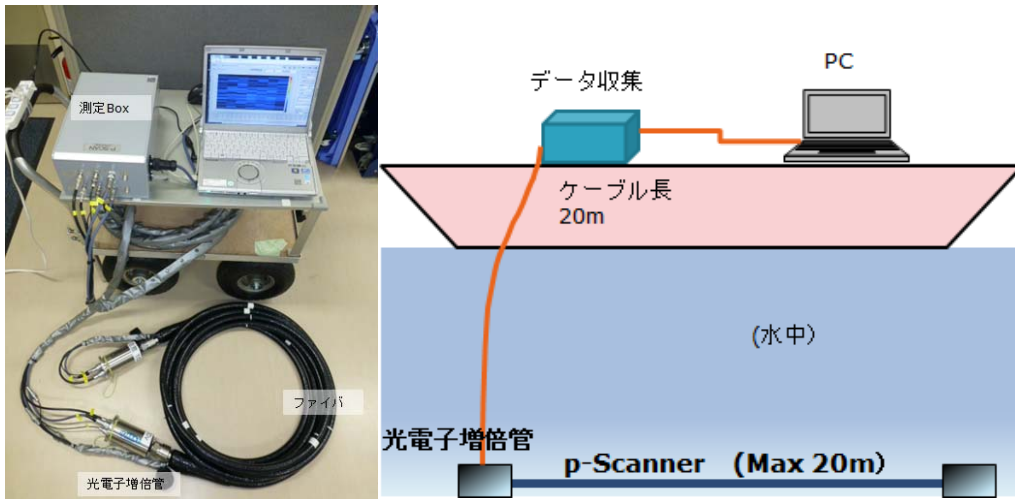 測定Box
ファイバ
光電子増倍管
データ収集
PC
ケーブル長
20m
(水中)
光電子増倍管
p-Scanner (Max 20m)